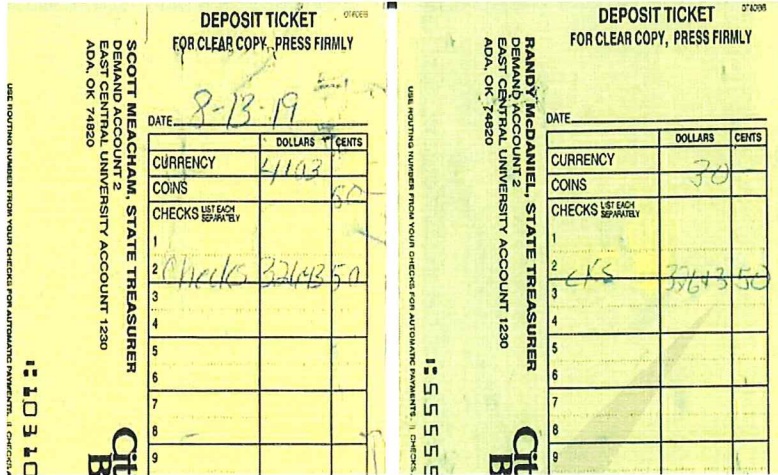 DEPOSIT TICKET
FOR CLEAR COPY, PRESS FIRMLY
DATE 8-13-19
DOLLARS CENTS
CURRENCY 4103
COINS 50
CHECKS LIST EACH SEPARATELY
1
2 Checks 32643 50
3
4
5
6
7
8
9
SCOTT MEACHAM, STATE TREASURER
DEMAND ACCOUNT 2
EAST CENTRAL UNIVERSITY ACCOUNT 1230
ADA, OK 74820
USE ROUTING NUMBER FROM YOUR CHECKS FOR AUTOMATIC PAYMENTS.
DEPOSIT TICKET
FOR CLEAR COPY, PRESS FIRMLY
DATE
DOLLARS CENTS
CURRENCY
COINS 30
CHECKS LIST EACH SEPARATELY
1
2 cks 32643 50
3
4
5
6
7
8
9
RANDY McDANIEL, STATE TREASURER
DEMAND ACCOUNT 2
EAST CENTRAL UNIVERSITY ACCOUNT 1230
ADA, OK 74820
USE ROUTING NUMBER FROM YOUR CHECKS FOR AUTOMATIC PAYMENTS.